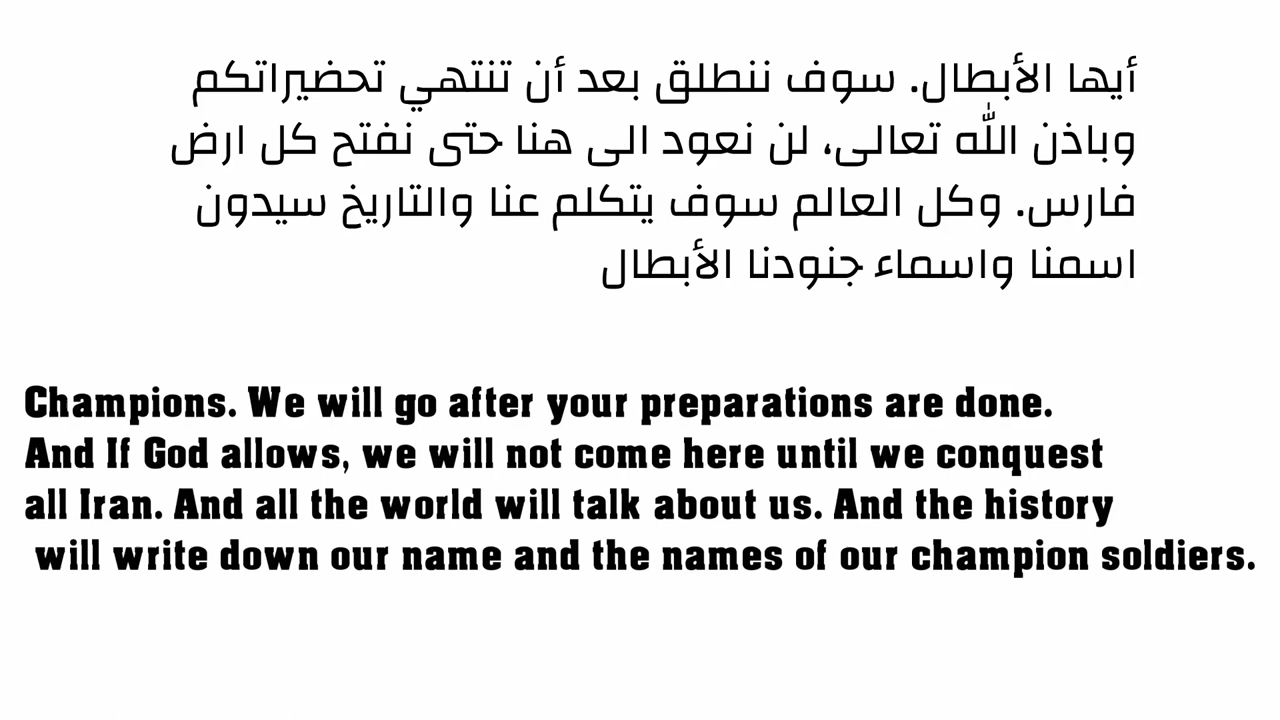 أيها الأبطال. سوف ننطلق بعد أن تنتهي تحضيراتكم
وباذن الله تعالى، لن نعود الى هنا حتى نفتح كل ارض
فارس. وكل العالم سوف يتكلم عنا والتاريخ سيدون
اسمنا واسماء جنودنا الأبطال
Champions. We will go after your preparations are done.
And If God allows, we will not come here until we conquest
all Iran. And all the world will talk about us. And the history
will write down our name and the names of our champion soldiers.